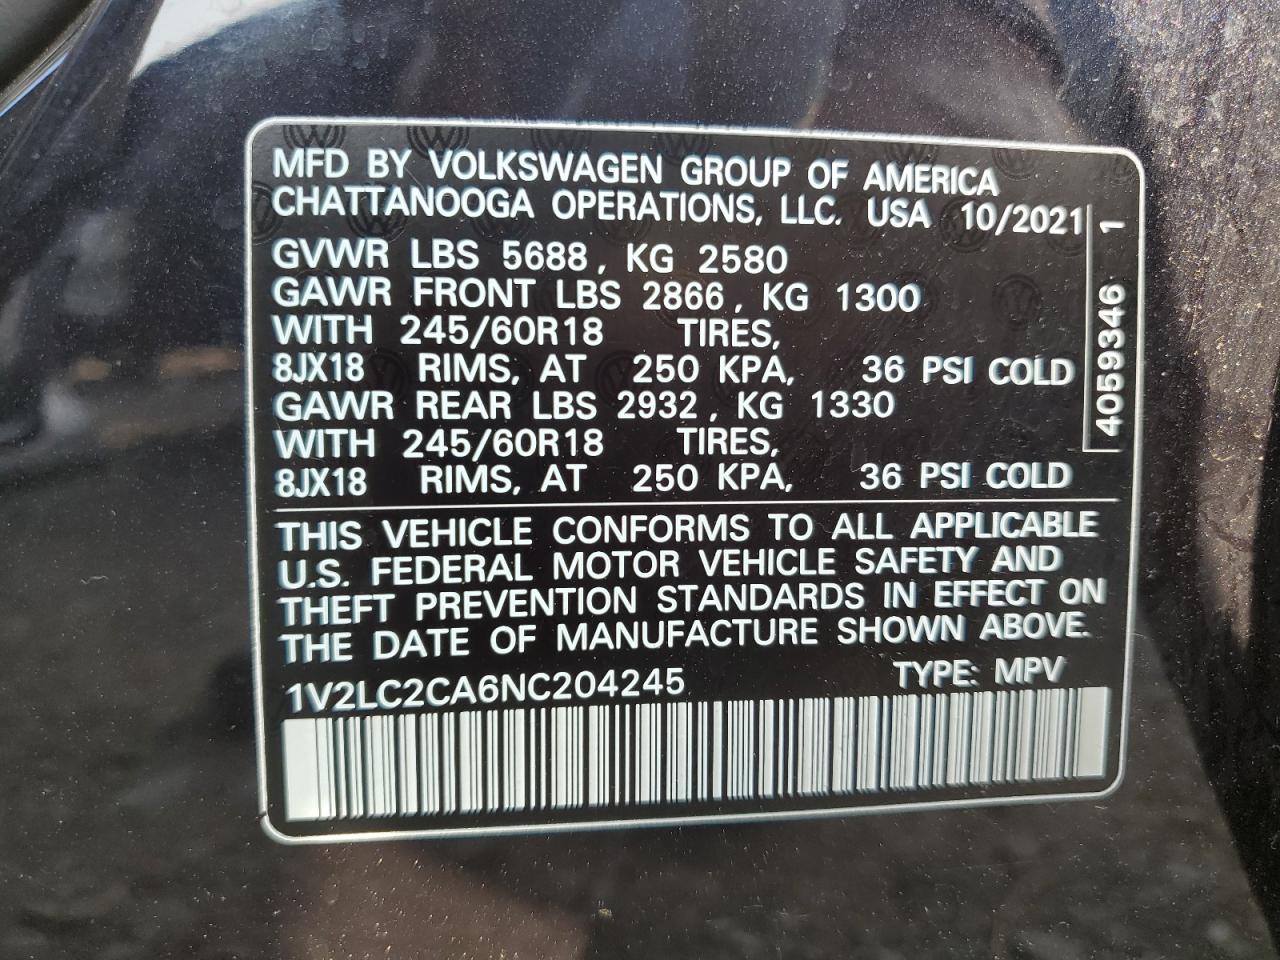 MFD BY VOLKSWAGEN GROUP OF AMERICA
CHATTANOOGA OPERATIONS, LLC. USA 10/2021
GVWR LBS 5688, KG 2580
GAWR FRONT LBS 2866, KG 1300
WITH 245/60R18 TIRES,
8JX18 RIMS, AT 250 KPA, 36 PSI COLD
GAWR REAR LBS 2932, KG 1330
WITH 245/60R18 TIRES,
8JX18 RIMS, AT 250 KPA, 36 PSI COLD
4059346 1
THIS VEHICLE CONFORMS TO ALL APPLICABLE
U.S. FEDERAL MOTOR VEHICLE SAFETY AND
THEFT PREVENTION STANDARDS IN EFFECT ON
THE DATE OF MANUFACTURE SHOWN ABOVE.
1V2LC2CA6NC204245 TYPE: MPV